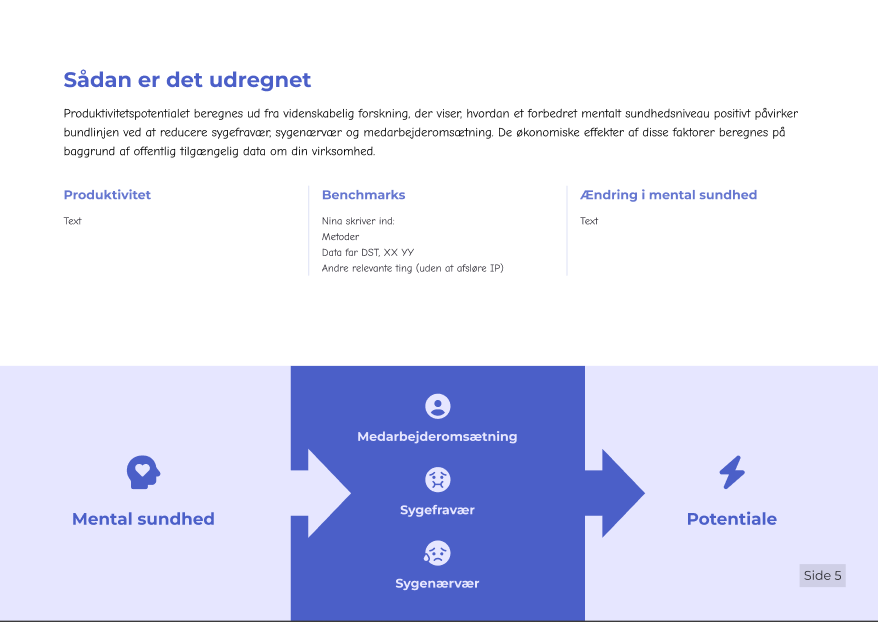 Sådan er det udregnet
Produktivitetspotentialet beregnes ud fra videnskabelig forskning, der viser, hvordan et forbedret mentalt sundhedsniveau positivt påvirker
bundlinjen ved at reducere sygefravær, sygenærvær og medarbejderomsætning. De økonomiske effekter af disse faktorer beregnes på
baggrund af offentlig tilgængelig data om din virksomhed.
Produktivitet
Text
Benchmarks
Nina skriver ind:
Metoder
Data far DST, XX YY
Andre relevante ting (uden at afsløre IP)
Ændring i mental sundhed
Text
Mental sundhed
Medarbejderomsætning
Sygefravær
Sygenærvær
Potentiale
Side 5